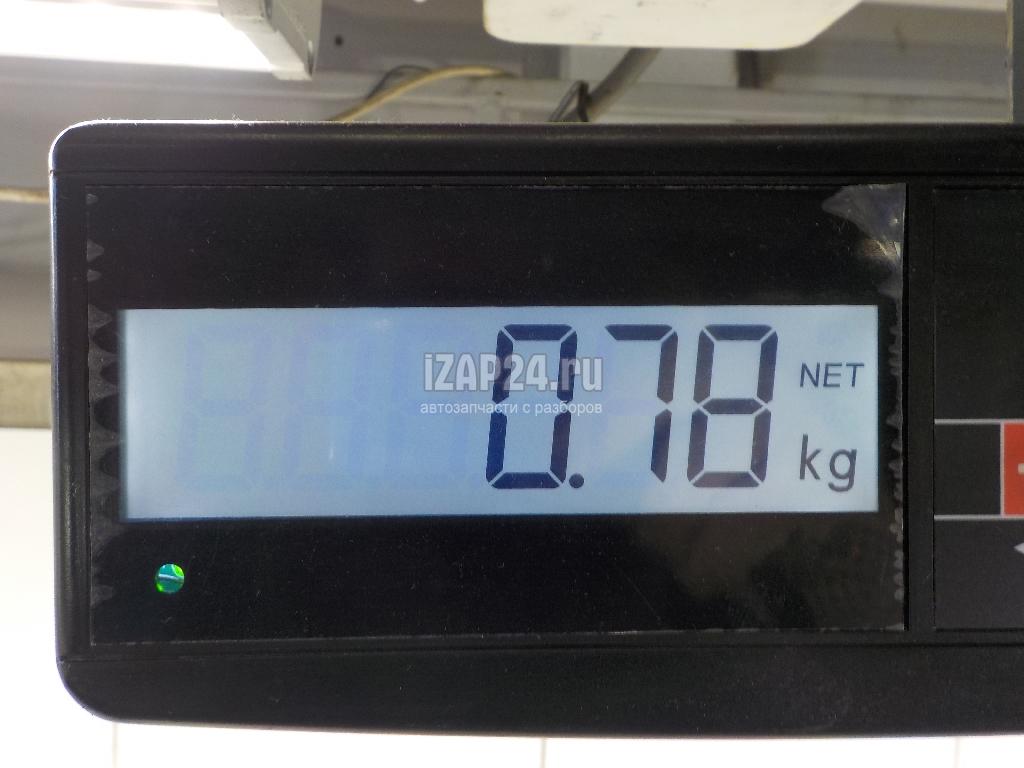 0.78
NET
kg
iZAP24.ru
автозапчасти с разборов